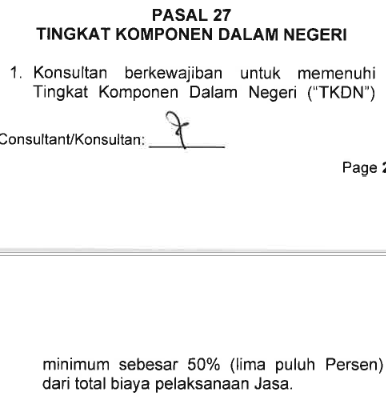 PASAL 27
TINGKAT KOMPONEN DALAM NEGERI
1. Konsultan berkewajiban untuk memenuhi
Tingkat Komponen Dalam Negeri ("TKDN")
Consultant/Konsultan:
Page 2
minimum sebesar 50% (lima puluh Persen)
dari total biaya pelaksanaan Jasa.